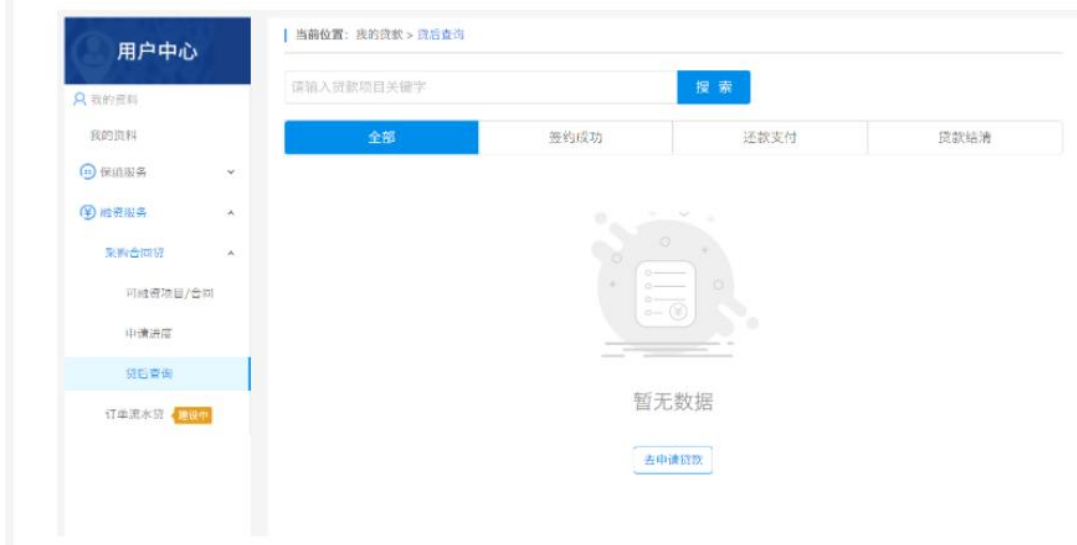 用户中心
我的资料
我的资料
保函服务
融资服务
采购合同贷
可融资项目/合同
申请进度
贷后查询
订单流水贷 建设中
当前位置：我的贷款 > 贷后查询
请输入贷款项目关键字
搜 索
全部
签约成功
还款支付
贷款结清
暂无数据
去申请贷款